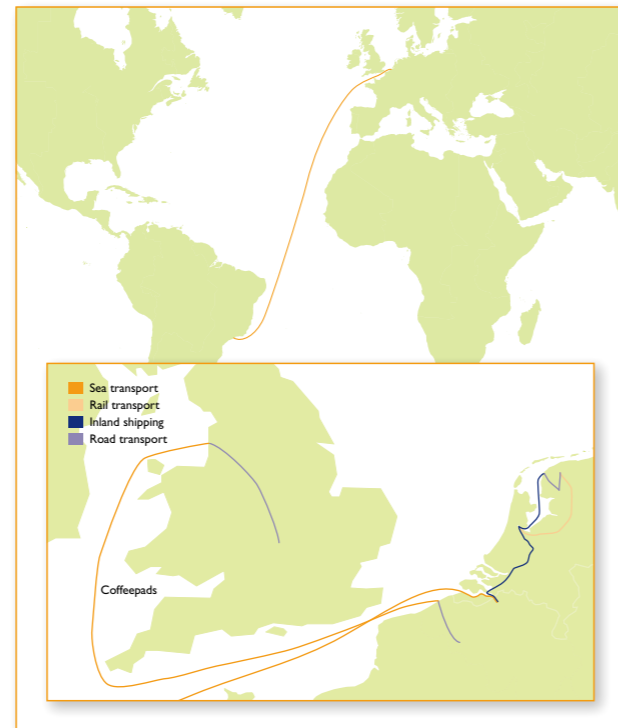 Sea transport
Rail transport
Inland shipping
Road transport
Coffeepads